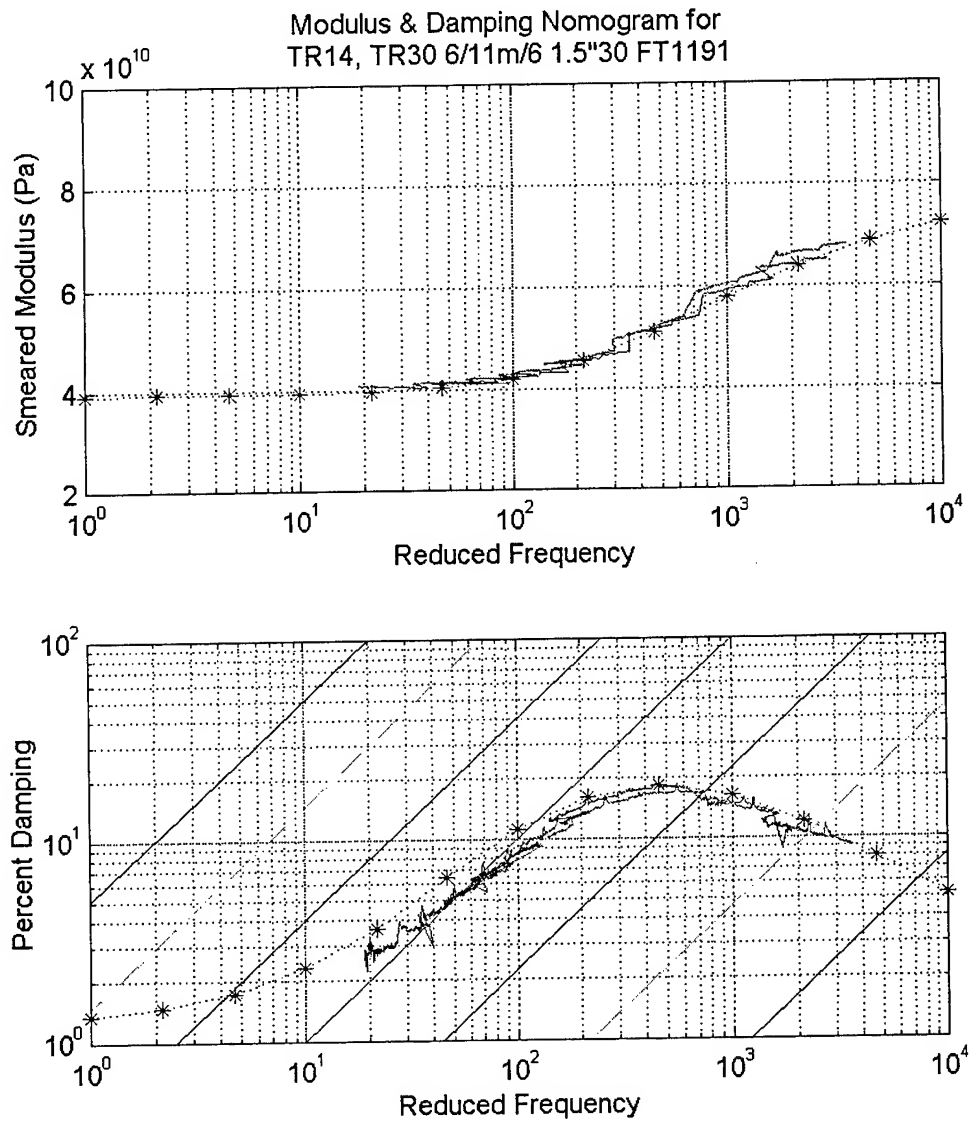 Modulus & Damping Nomogram for
TR14, TR30 6/11m/6 1.5"30 FT1191
x 10^10
10
8
6
4
2
Smeared Modulus (Pa)
10^0 10^1 10^2 10^3 10^4
Reduced Frequency
10^2
10^1
10^0
Percent Damping
10^0 10^1 10^2 10^3 10^4
Reduced Frequency